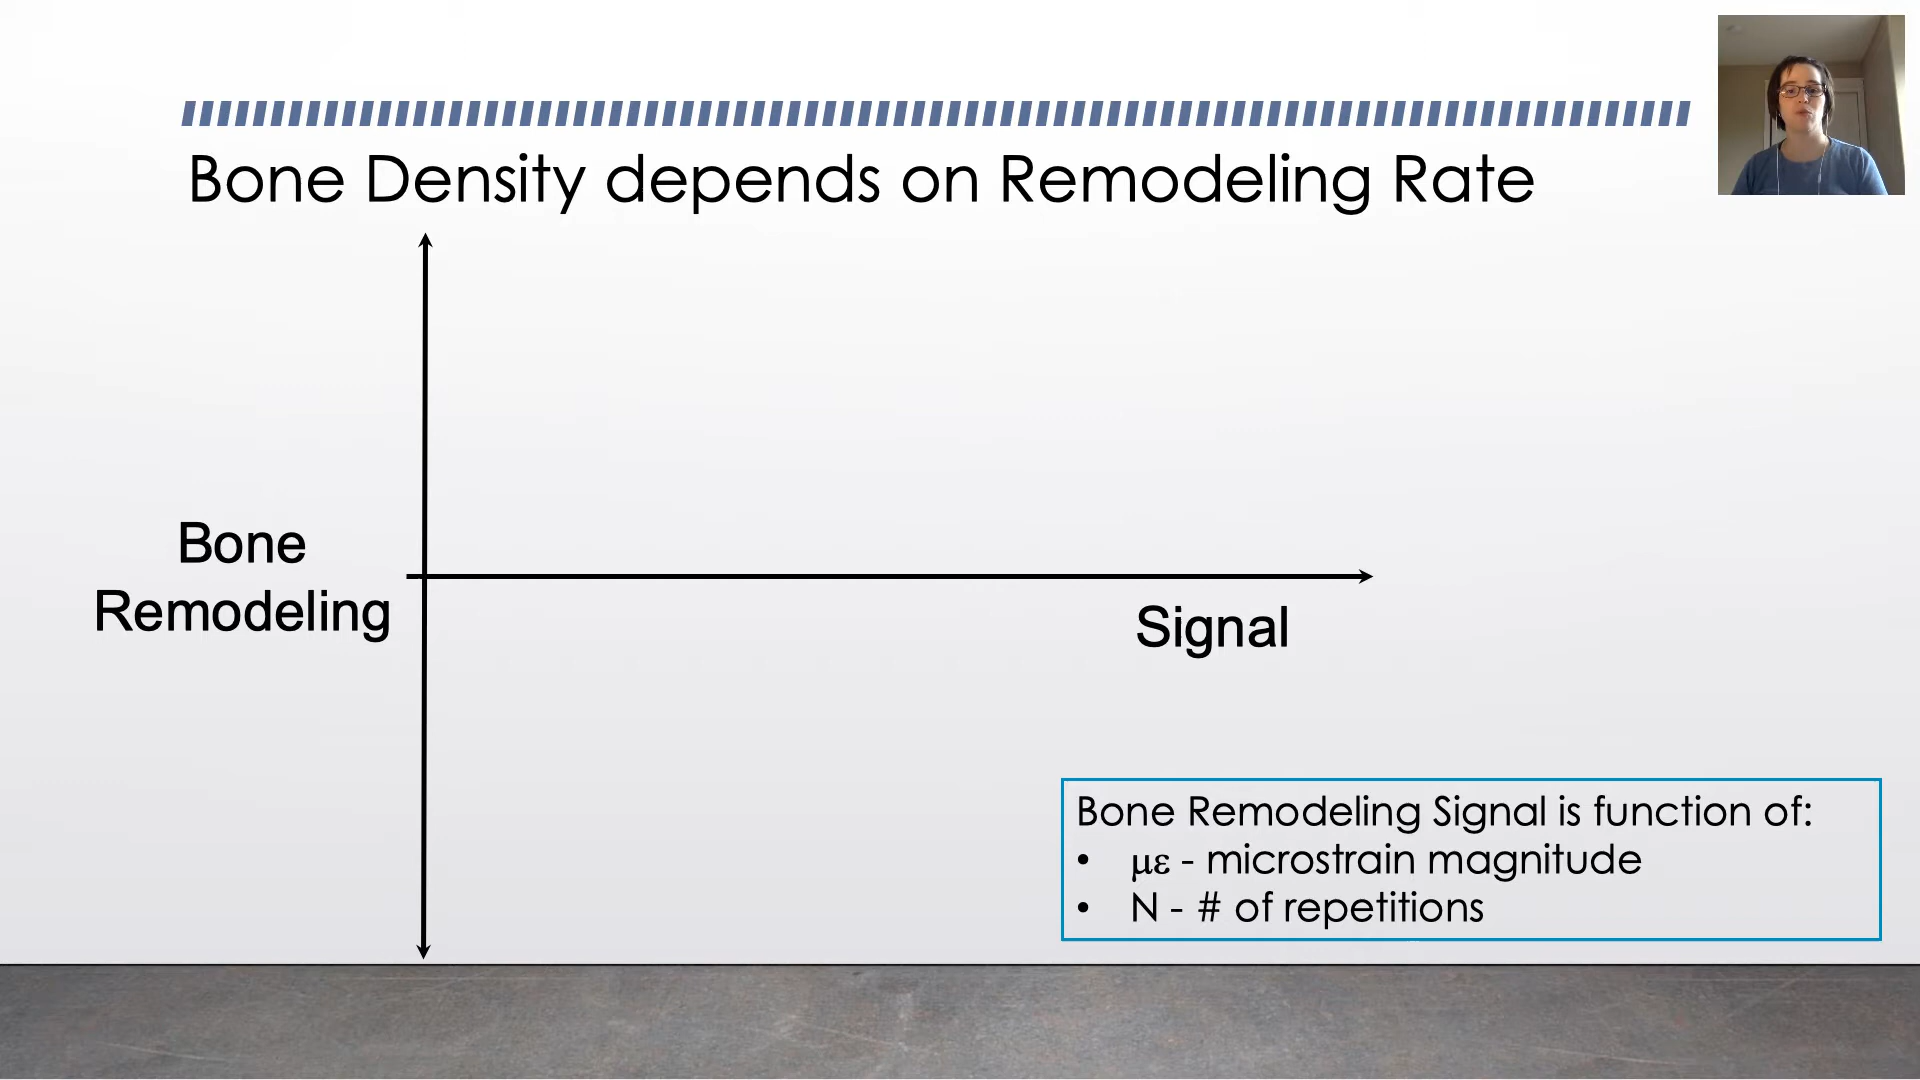 Bone Density depends on Remodeling Rate
Bone
Remodeling
Signal
Bone Remodeling Signal is function of:
• με - microstrain magnitude
• N - # of repetitions